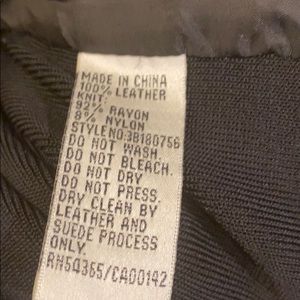 MADE IN CHINA
100% LEATHER
KNIT:
92% RAYON
8% NYLON
STYLE NO:3B180756
DO NOT WASH.
DO NOT BLEACH.
DO NOT DRY
DO NOT PRESS.
DRY CLEAN BY
LEATHER AND
SUEDE PROCESS
ONLY.
RN54365/CA00142